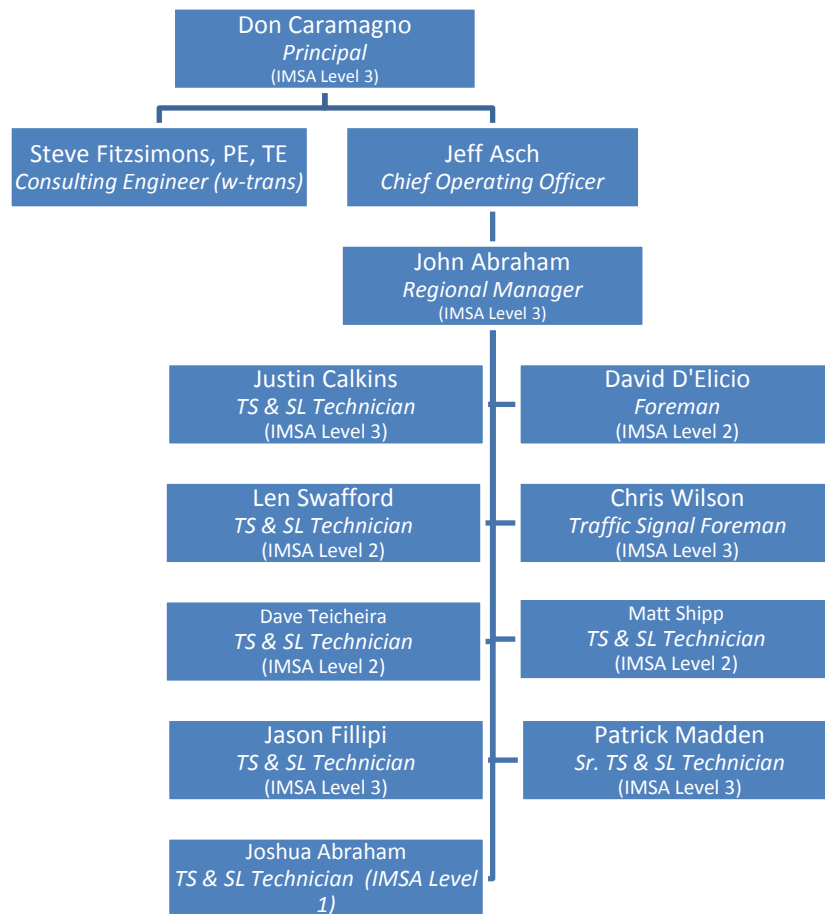 Don Caramagno
Principal
(IMSA Level 3)
Steve Fitzsimons, PE, TE
Consulting Engineer (w-trans)
Jeff Asch
Chief Operating Officer
John Abraham
Regional Manager
(IMSA Level 3)
Justin Calkins
TS & SL Technician
(IMSA Level 3)
David D'Elicio
Foreman
(IMSA Level 2)
Len Swafford
TS & SL Technician
(IMSA Level 2)
Chris Wilson
Traffic Signal Foreman
(IMSA Level 3)
Dave Teicheira
TS & SL Technician
(IMSA Level 2)
Matt Shipp
TS & SL Technician
(IMSA Level 2)
Jason Fillipi
TS & SL Technician
(IMSA Level 3)
Patrick Madden
Sr. TS & SL Technician
(IMSA Level 3)
Joshua Abraham
TS & SL Technician (IMSA Level
1)